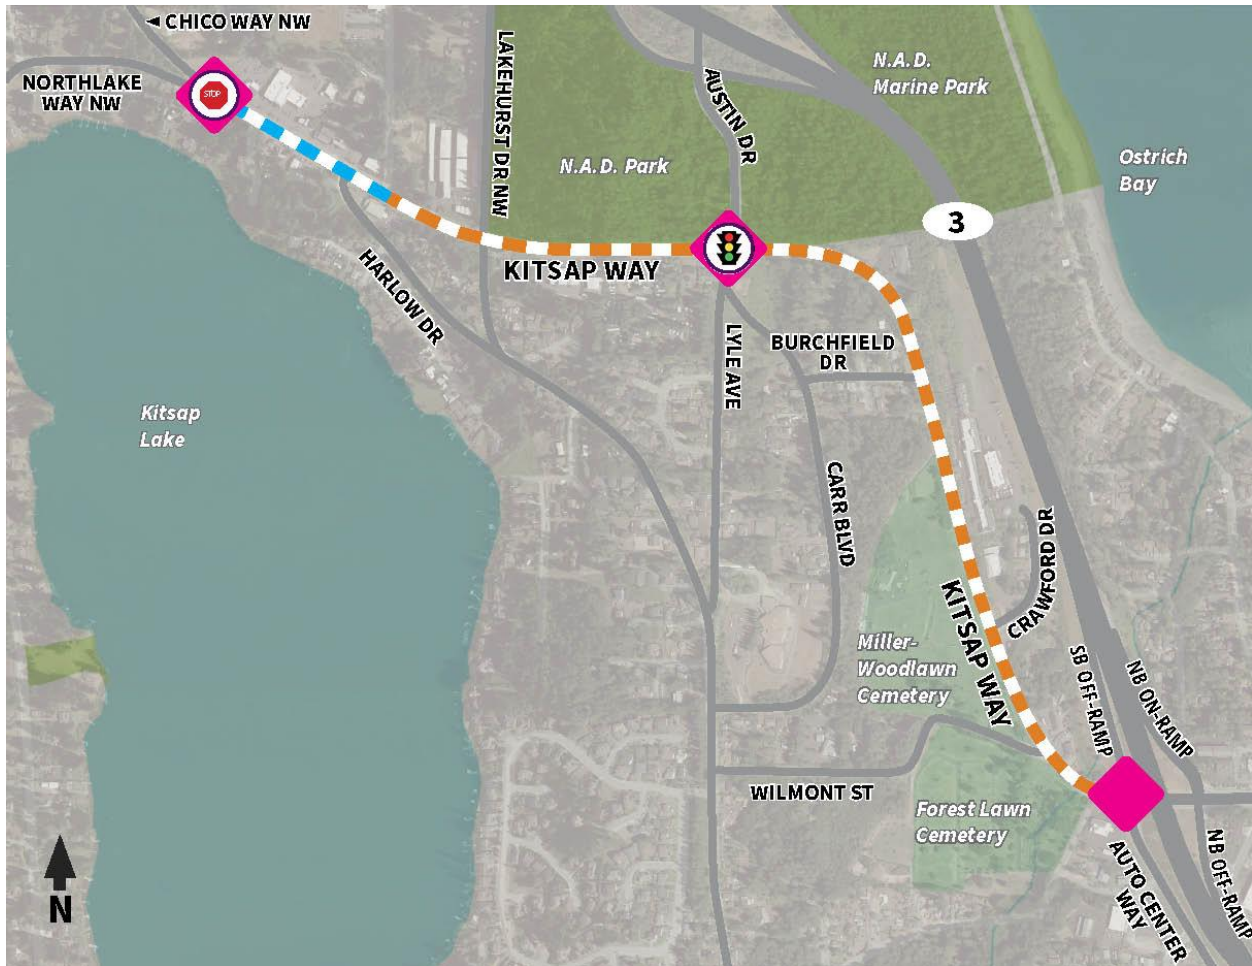 ◄ CHICO WAY NW
NORTHLAKE
WAY NW
STOP
LAKEHURST DR NW
AUSTIN DR
N.A.D.
Marine Park
N.A.D. Park
Ostrich
Bay
3
KITSAP WAY
HARLOW DR
LYLE AVE
BURCHFIELD
DR
Kitsap
Lake
CARR BLVD
CRAWFORD DR
KITSAP WAY
Miller-
Woodlawn
Cemetery
SB OFF-RAMP
NB ON-RAMP
WILMONT ST
Forest Lawn
Cemetery
AUTO CENTER
WAY
NB OFF-RAMP
N